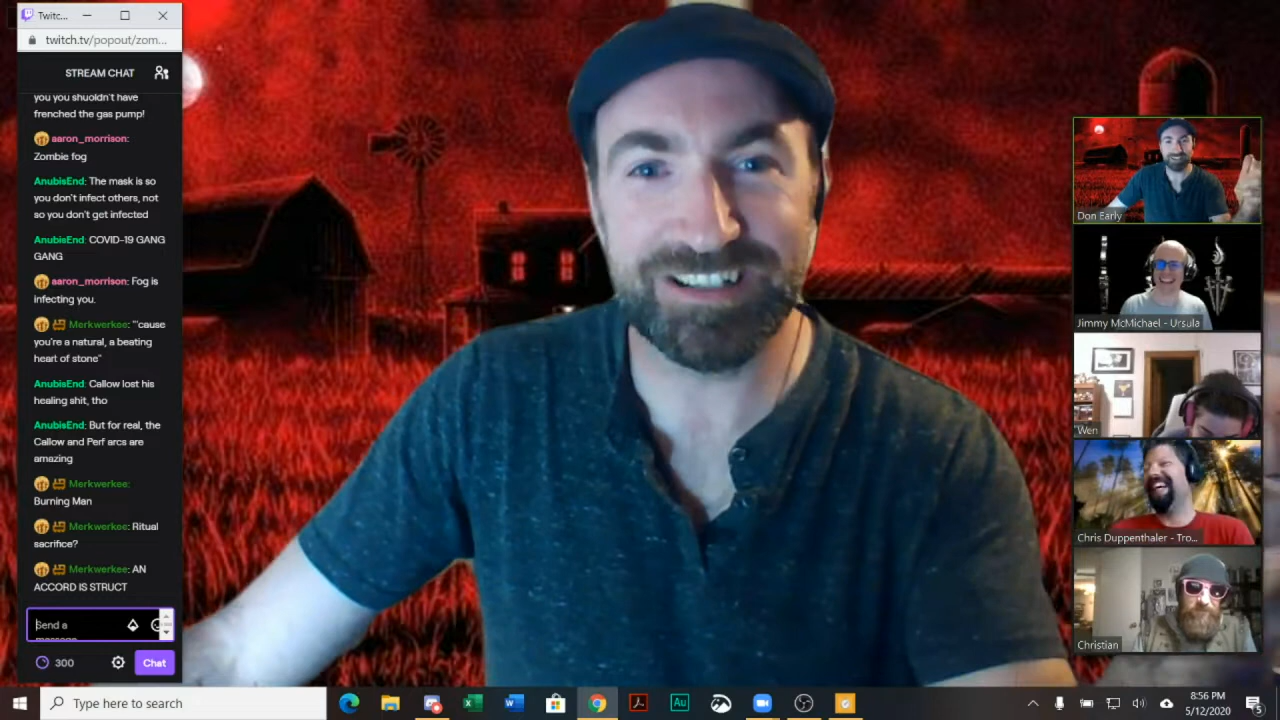 Twitc...
twitch.tv/popout/zom...
STREAM CHAT
you you shuoldn't have
frenched the gas pump!
aaron_morrison:
Zombie fog
AnubisEnd: The mask is so
you don't infect others, not
so you don't get infected
AnubisEnd: COVID-19 GANG
GANG
aaron_morrison: Fog is
infecting you.
Merkwerkee: "'cause
you're a natural, a beating
heart of stone"
AnubisEnd: Callow lost his
healing shit, tho
AnubisEnd: But for real, the
Callow and Perf arcs are
amazing
Merkwerkee:
Burning Man
Merkwerkee: Ritual
sacrifice?
Merkwerkee: AN
ACCORD IS STRUCT
Send a
message
300
Chat
Don Early
Jimmy McMichael - Ursula
Wen
Chris Duppenthaler - Tro...
Christian
Type here to search
Au
8:56 PM
5/12/2020
5